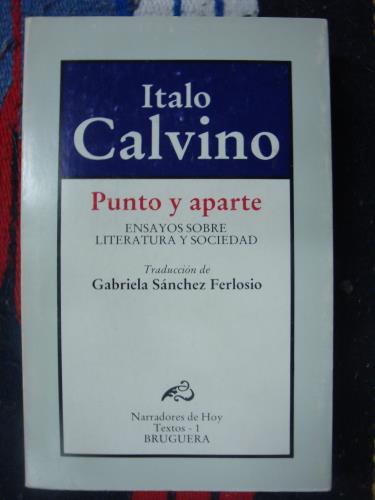 Italo
Calvino
Punto y aparte
ENSAYOS SOBRE
LITERATURA Y SOCIEDAD
Traducción de
Gabriela Sánchez Ferlosio
Narradores de Hoy
Textos - 1
BRUGUERA